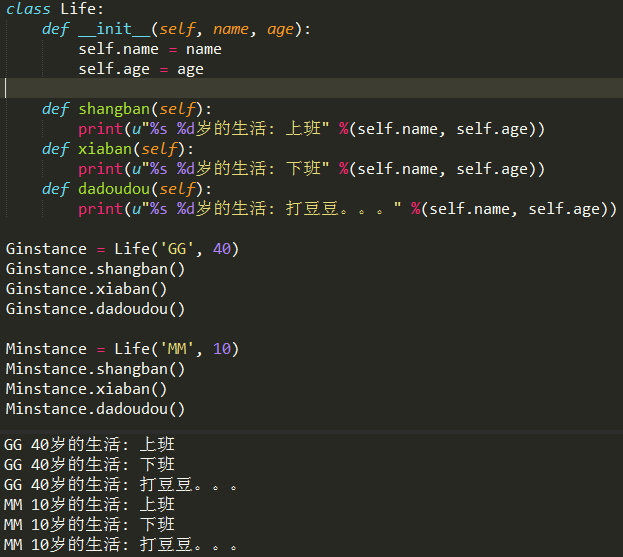 class Life:
    def __init__(self, name, age):
        self.name = name
        self.age = age

    def shangban(self):
        print(u"%s %d岁的生活: 上班" %(self.name, self.age))
    def xiaban(self):
        print(u"%s %d岁的生活: 下班" %(self.name, self.age))
    def dadoudou(self):
        print(u"%s %d岁的生活: 打豆豆。。。" %(self.name, self.age))

Ginstance = Life('GG', 40)
Ginstance.shangban()
Ginstance.xiaban()
Ginstance.dadoudou()

Minstance = Life('MM', 10)
Minstance.shangban()
Minstance.xiaban()
Minstance.dadoudou()

GG 40岁的生活: 上班
GG 40岁的生活: 下班
GG 40岁的生活: 打豆豆。。。
MM 10岁的生活: 上班
MM 10岁的生活: 下班
MM 10岁的生活: 打豆豆。。。